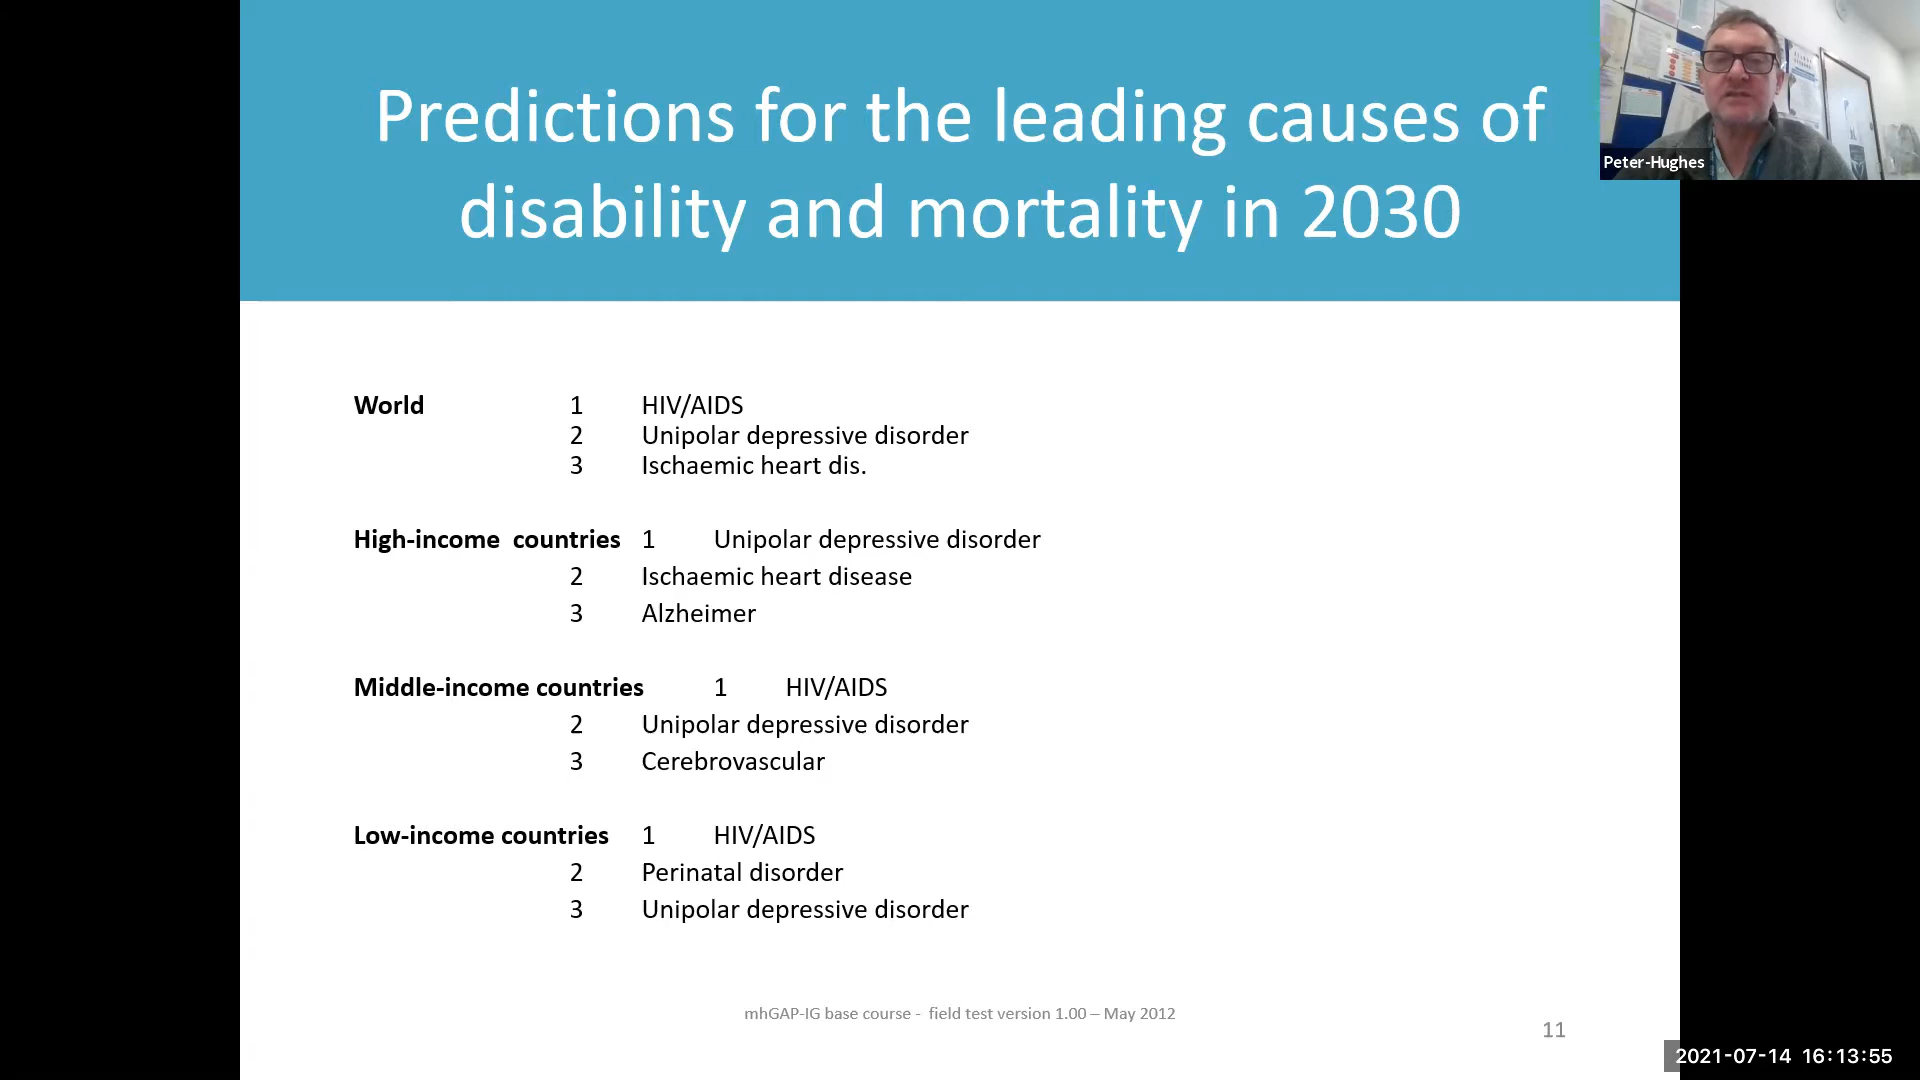 Predictions for the leading causes of
disability and mortality in 2030
Peter-Hughes
World 1 HIV/AIDS
2 Unipolar depressive disorder
3 Ischaemic heart dis.
High-income countries 1 Unipolar depressive disorder
2 Ischaemic heart disease
3 Alzheimer
Middle-income countries 1 HIV/AIDS
2 Unipolar depressive disorder
3 Cerebrovascular
Low-income countries 1 HIV/AIDS
2 Perinatal disorder
3 Unipolar depressive disorder
mhGAP-IG base course - field test version 1.00 – May 2012
11
2021-07-14 16:13:55